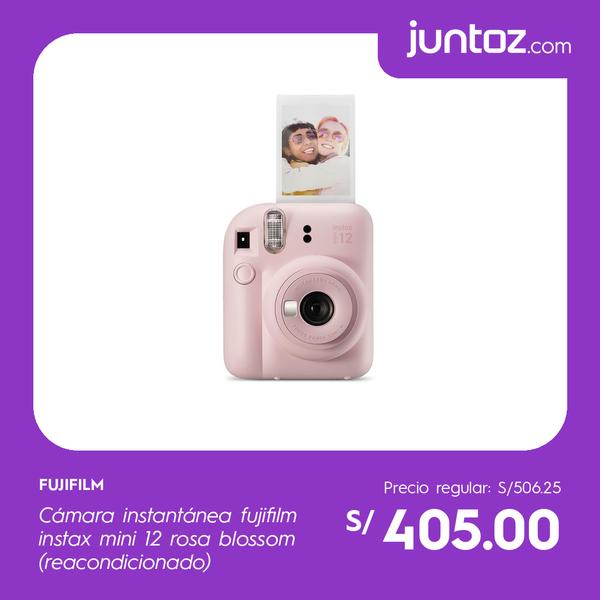 juntoz.com
instax
12
FUJIFILM
Cámara instantánea fujifilm
instax mini 12 rosa blossom
(reacondicionado)
Precio regular: S/506.25
S/ 405.00